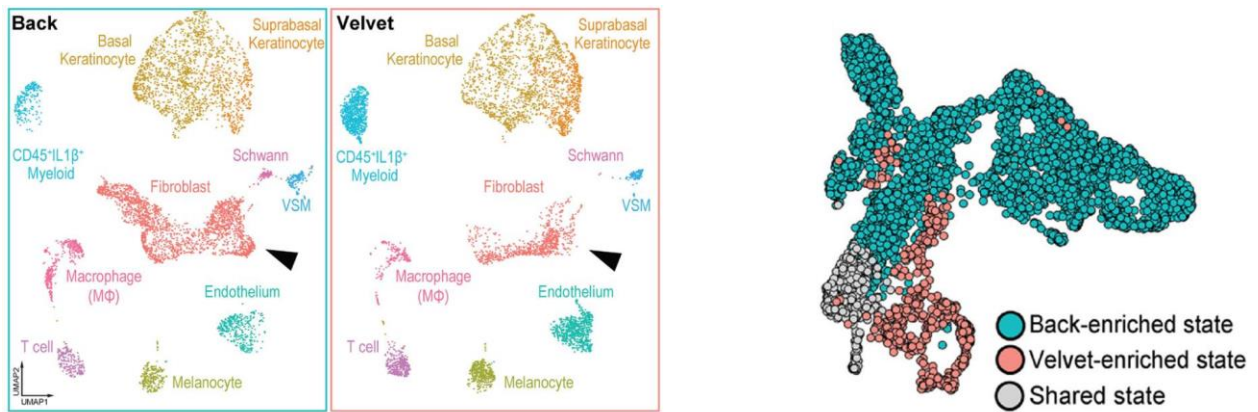 Back
Basal
Keratinocyte
Suprabasal
Keratinocyte
CD45⁺IL1β⁺
Myeloid
Schwann
Fibroblast
VSM
Macrophage
(MΦ)
Endothelium
T cell
Melanocyte
UMAP2
UMAP1
Velvet
Basal
Keratinocyte
Suprabasal
Keratinocyte
CD45⁺IL1β⁺
Myeloid
Schwann
Fibroblast
VSM
Macrophage
(MΦ)
Endothelium
T cell
Melanocyte
Back-enriched state
Velvet-enriched state
Shared state